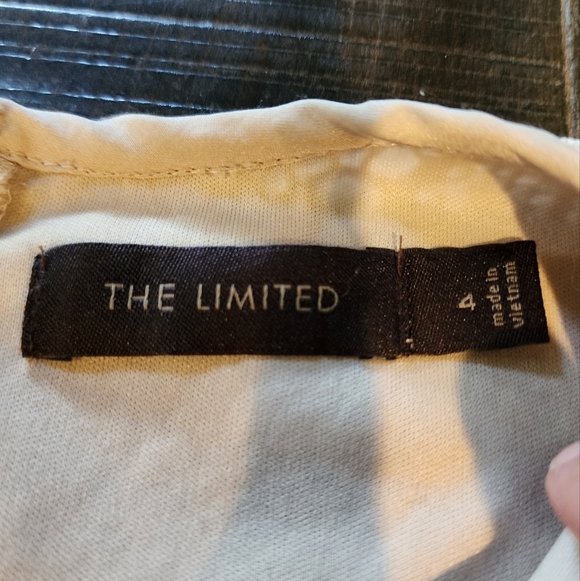 THE LIMITED
4
made in
vietnam